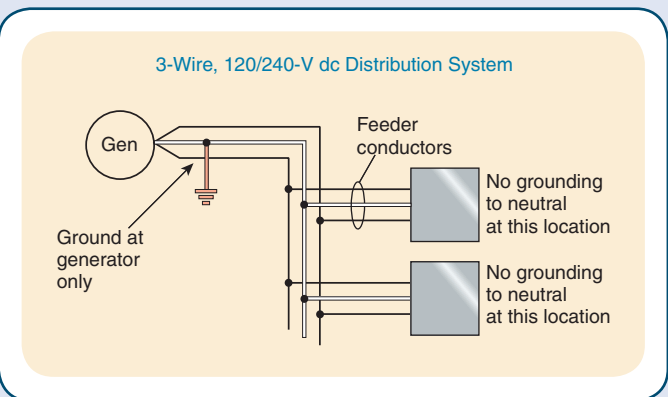 3-Wire, 120/240-V dc Distribution System
Gen
Feeder
conductors
No grounding
to neutral
at this location
Ground at
generator
only
No grounding
to neutral
at this location